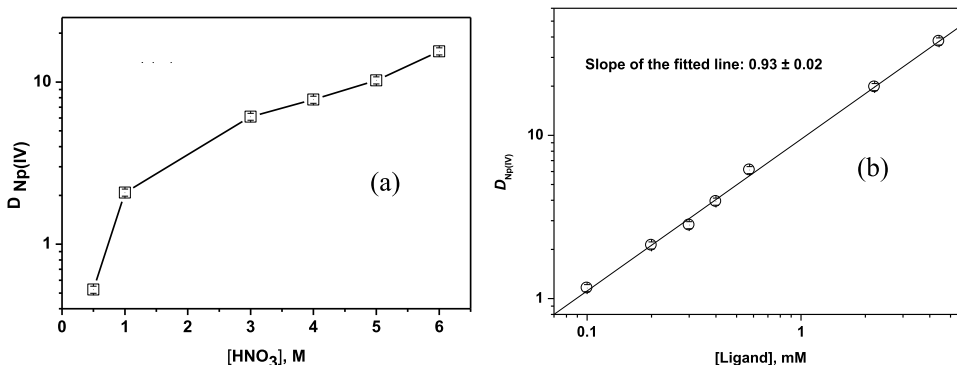 10
1
D Np(IV)
(a)
0 1 2 3 4 5 6
[HNO3], M
Slope of the fitted line: 0.93 ± 0.02
10
1
DNp(IV)
(b)
0.1 1
[Ligand], mM